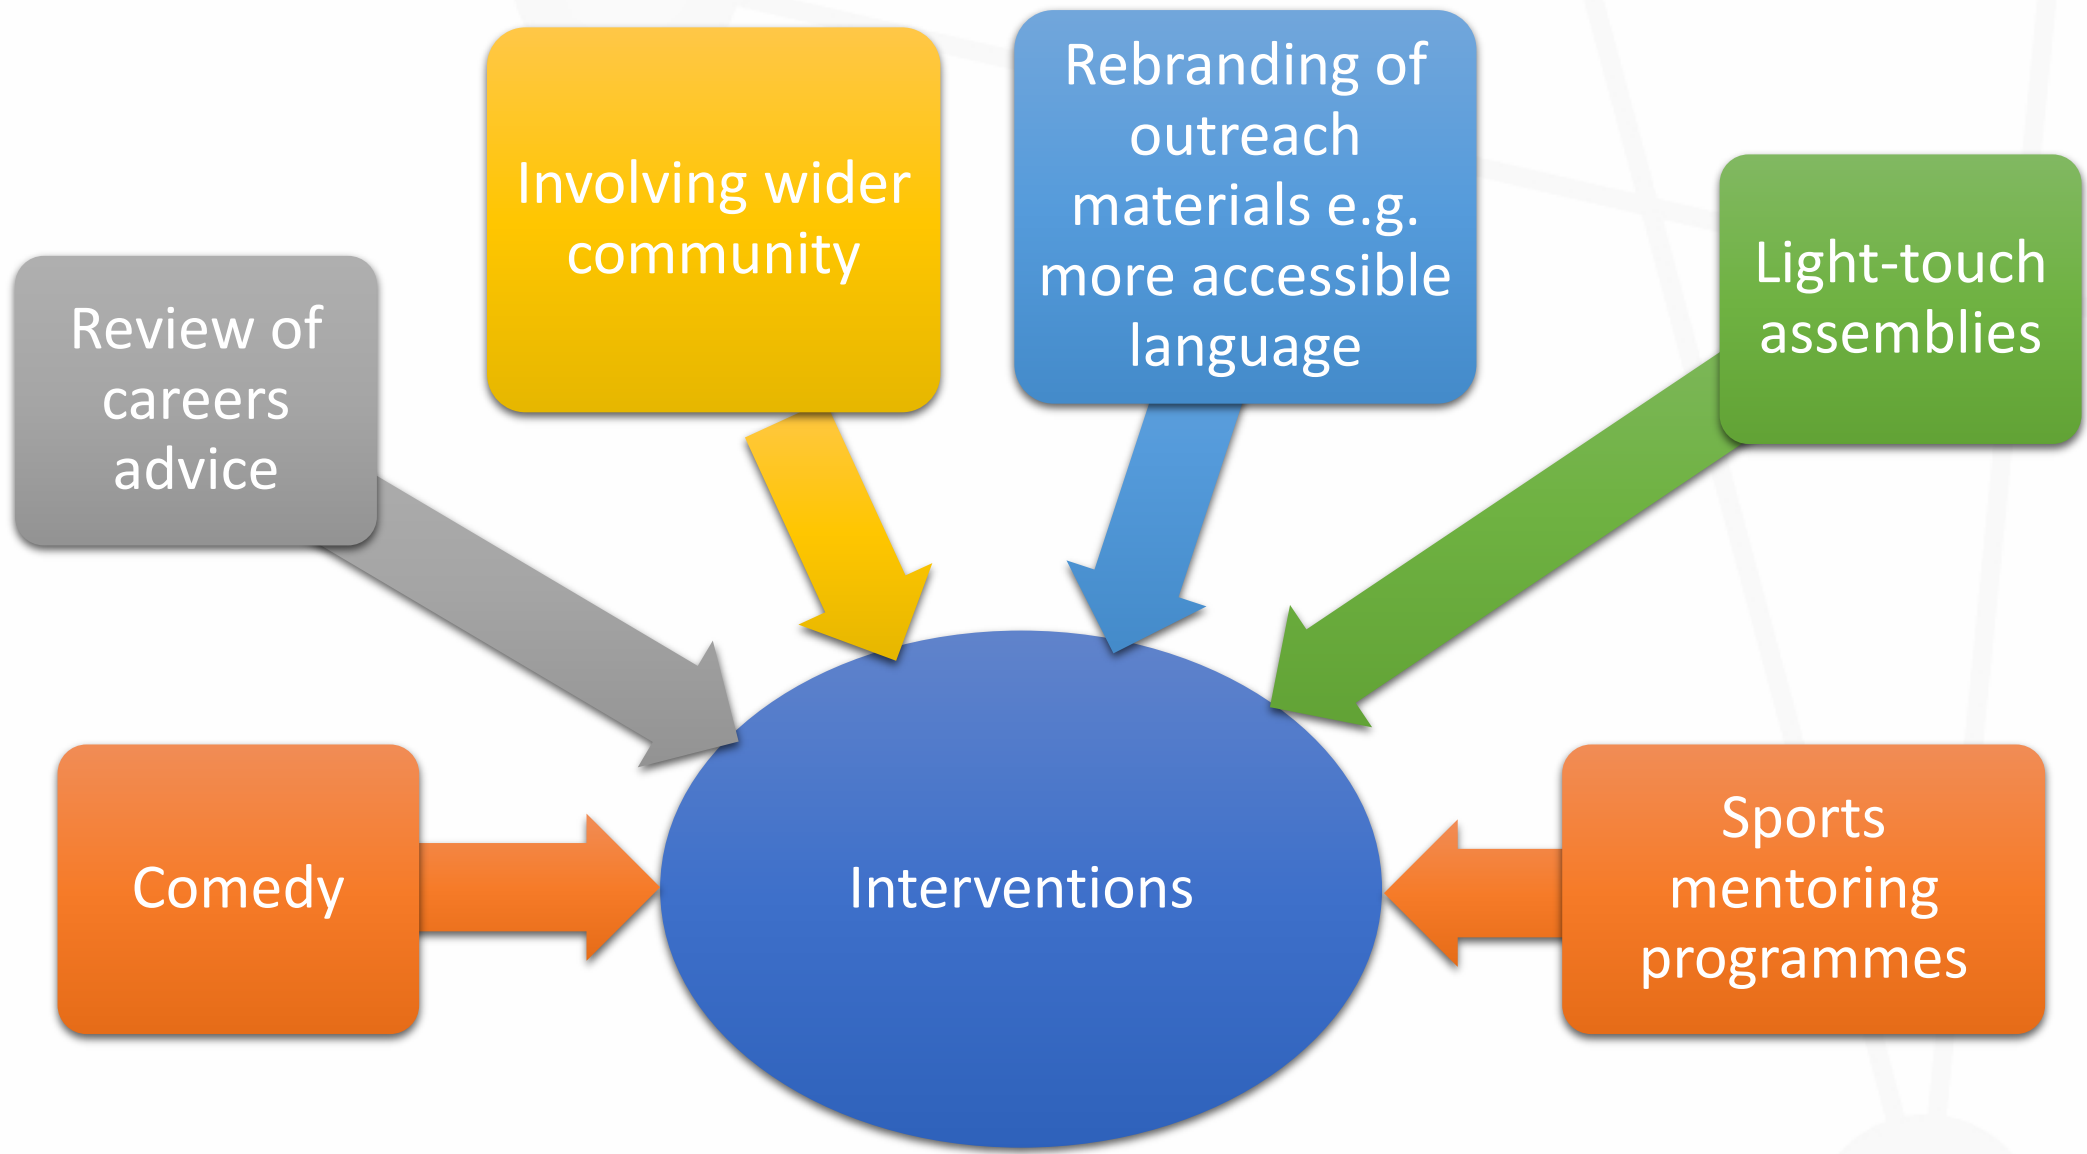 Rebranding of
outreach
materials e.g.
more accessible
language
Involving wider
community
Light-touch
assemblies
Review of
careers
advice
Comedy
Interventions
Sports
mentoring
programmes